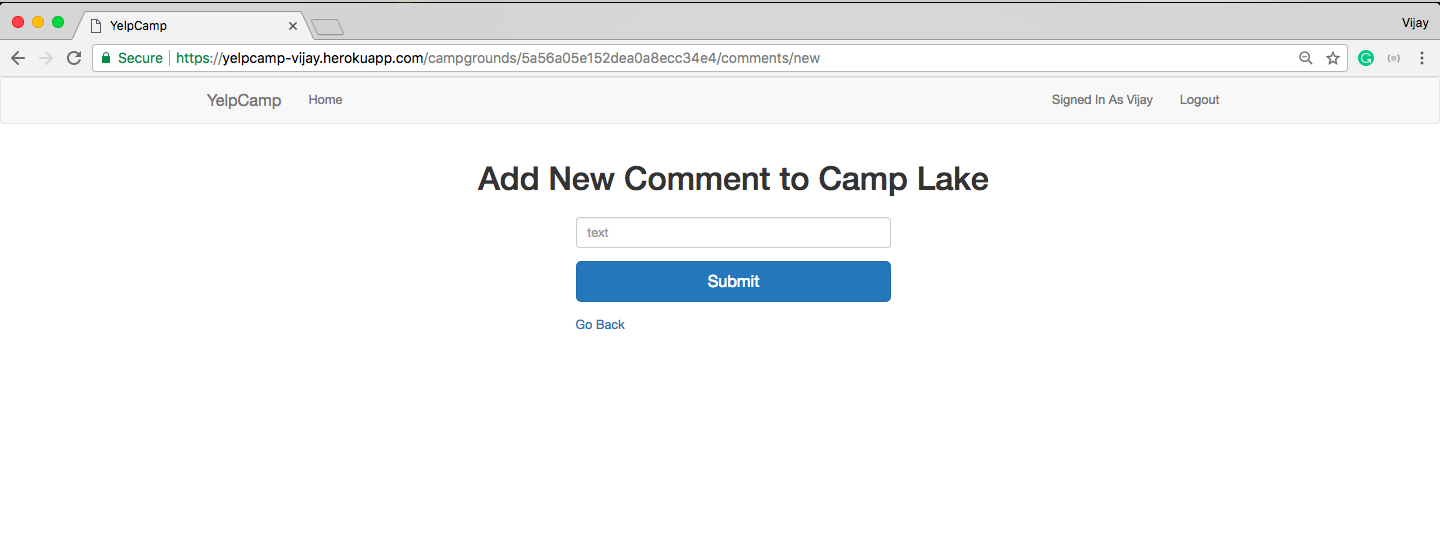 YelpCamp
Vijay
Secure https://yelpcamp-vijay.herokuapp.com/campgrounds/5a56a05e152dea0a8ecc34e4/comments/new
YelpCamp Home Signed In As Vijay Logout
Add New Comment to Camp Lake
text
Submit
Go Back